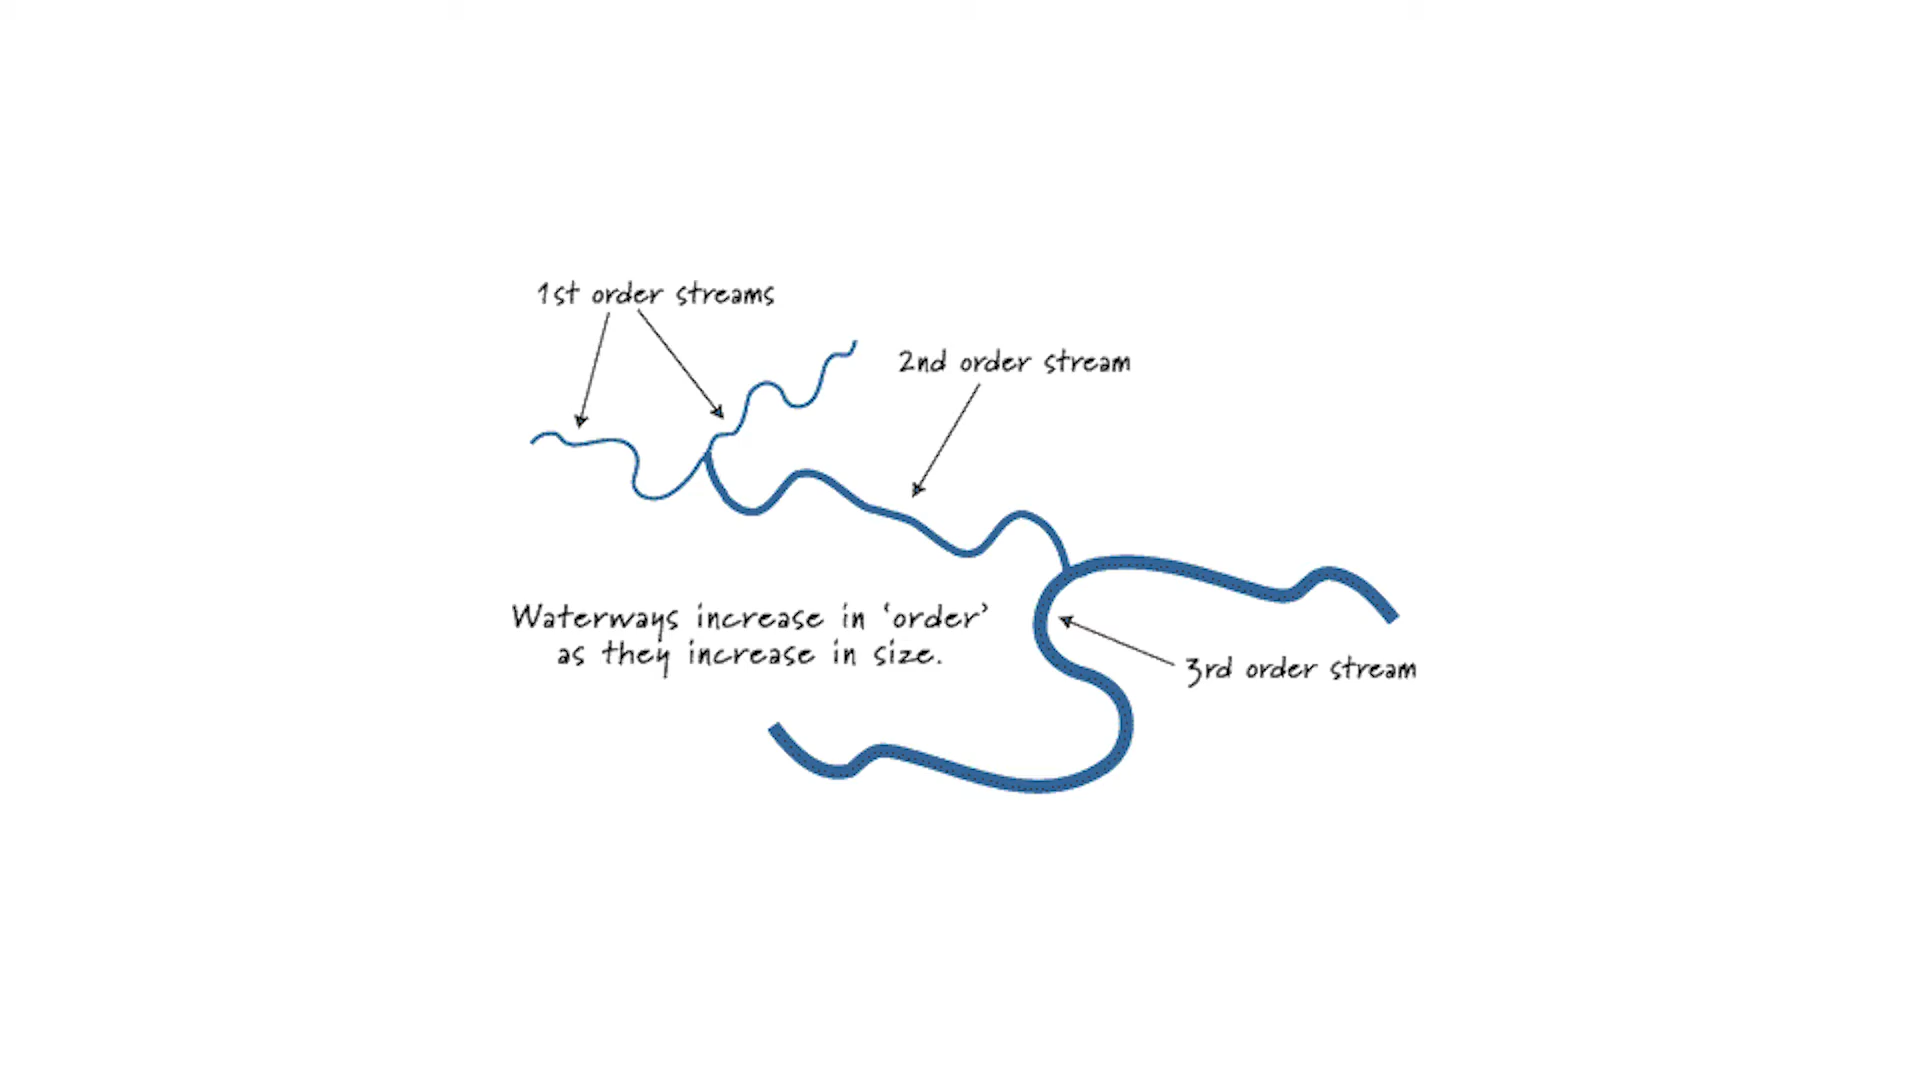 1st order streams
2nd order stream
Waterways increase in ‘order’
as they increase in size.
3rd order stream